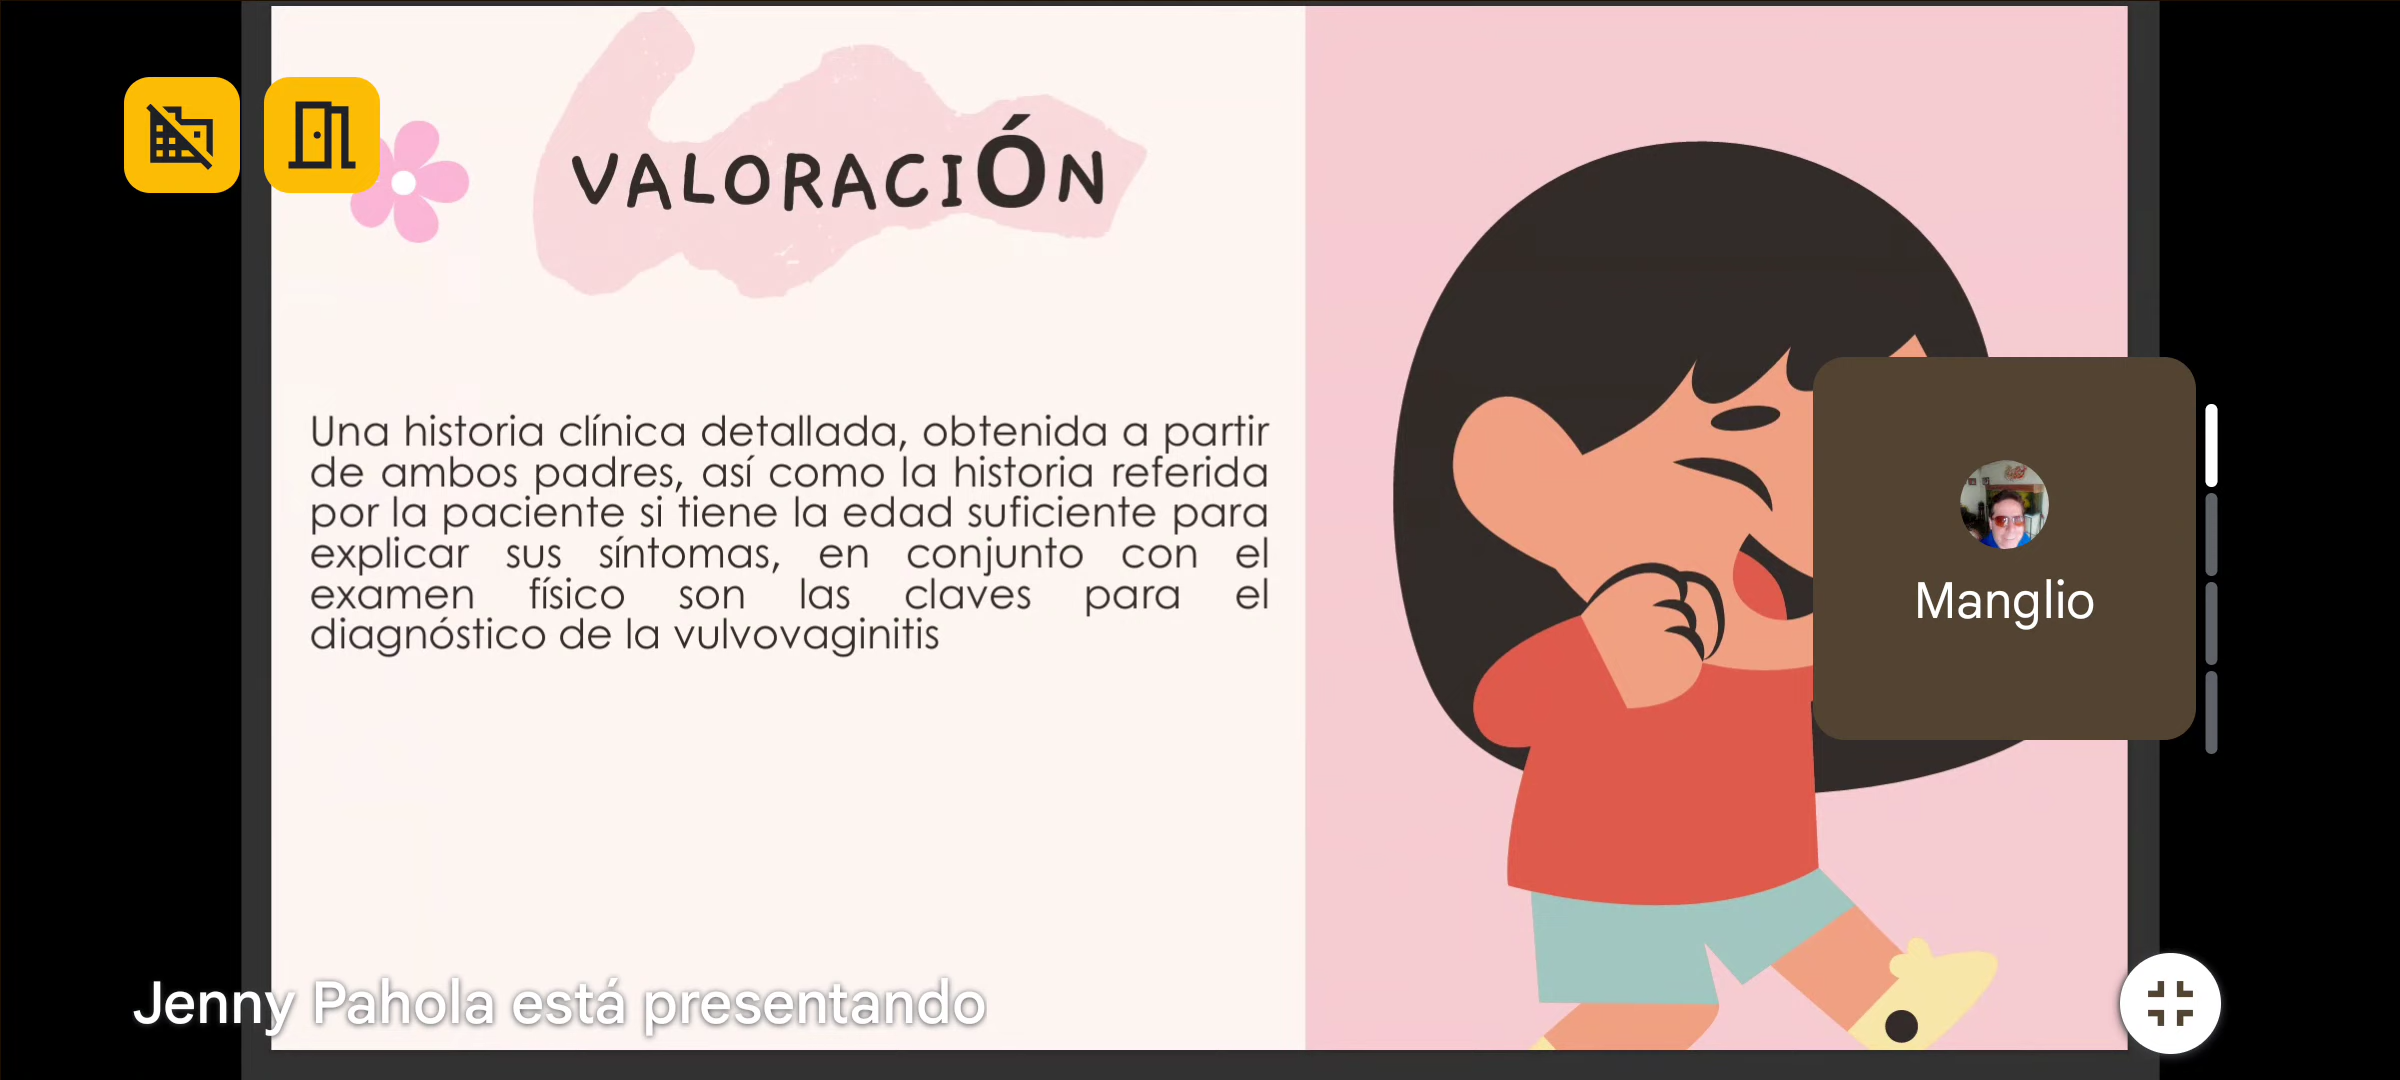 VALORACIÓN
Una historia clínica detallada, obtenida a partir
de ambos padres, así como la historia referida
por la paciente si tiene la edad suficiente para
explicar sus síntomas, en conjunto con el
examen físico son las claves para el
diagnóstico de la vulvovaginitis
Manglio
Jenny Pahola está presentando